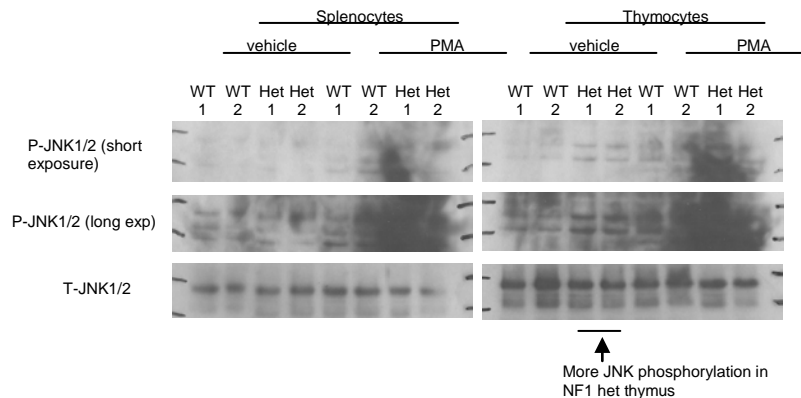 Splenocytes Thymocytes
vehicle PMA vehicle PMA
WT WT Het Het WT WT Het Het WT WT Het Het WT WT Het Het
1 2 1 2 1 2 1 2 1 2 1 2 1 2 1 2
P-JNK1/2 (short
exposure)
P-JNK1/2 (long exp)
T-JNK1/2
More JNK phosphorylation in
NF1 het thymus